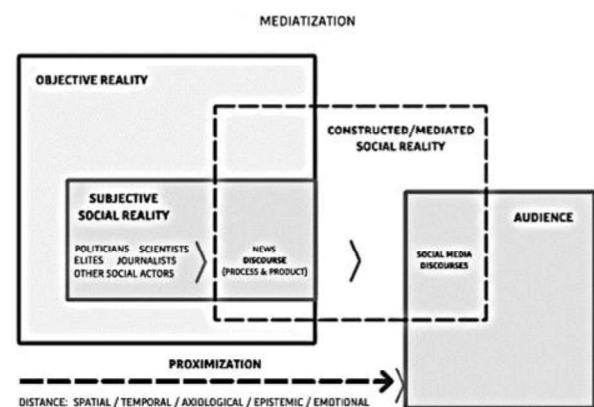 MEDIATIZATION
OBJECTIVE REALITY
CONSTRUCTED/MEDIATED
SOCIAL REALITY
SUBJECTIVE
SOCIAL REALITY
POLITICIANS SCIENTISTS
ELITES JOURNALISTS
OTHER SOCIAL ACTORS
NEWS
DISCOURSE
(PROCESS & PRODUCT)
AUDIENCE
SOCIAL MEDIA
DISCOURSES
PROXIMIZATION
DISTANCE: SPATIAL / TEMPORAL / AXIOLOGICAL / EPISTEMIC / EMOTIONAL